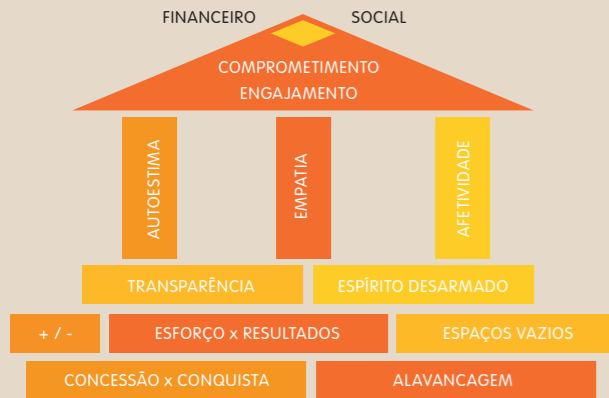 FINANCEIRO SOCIAL
COMPROMETIMENTO
ENGAJAMENTO
AUTOESTIMA
EMPATIA
AFETIVIDADE
TRANSPARÊNCIA
ESPÍRITO DESARMADO
+ / -
ESFORÇO x RESULTADOS
ESPAÇOS VAZIOS
CONCESSÃO x CONQUISTA
ALAVANCAGEM